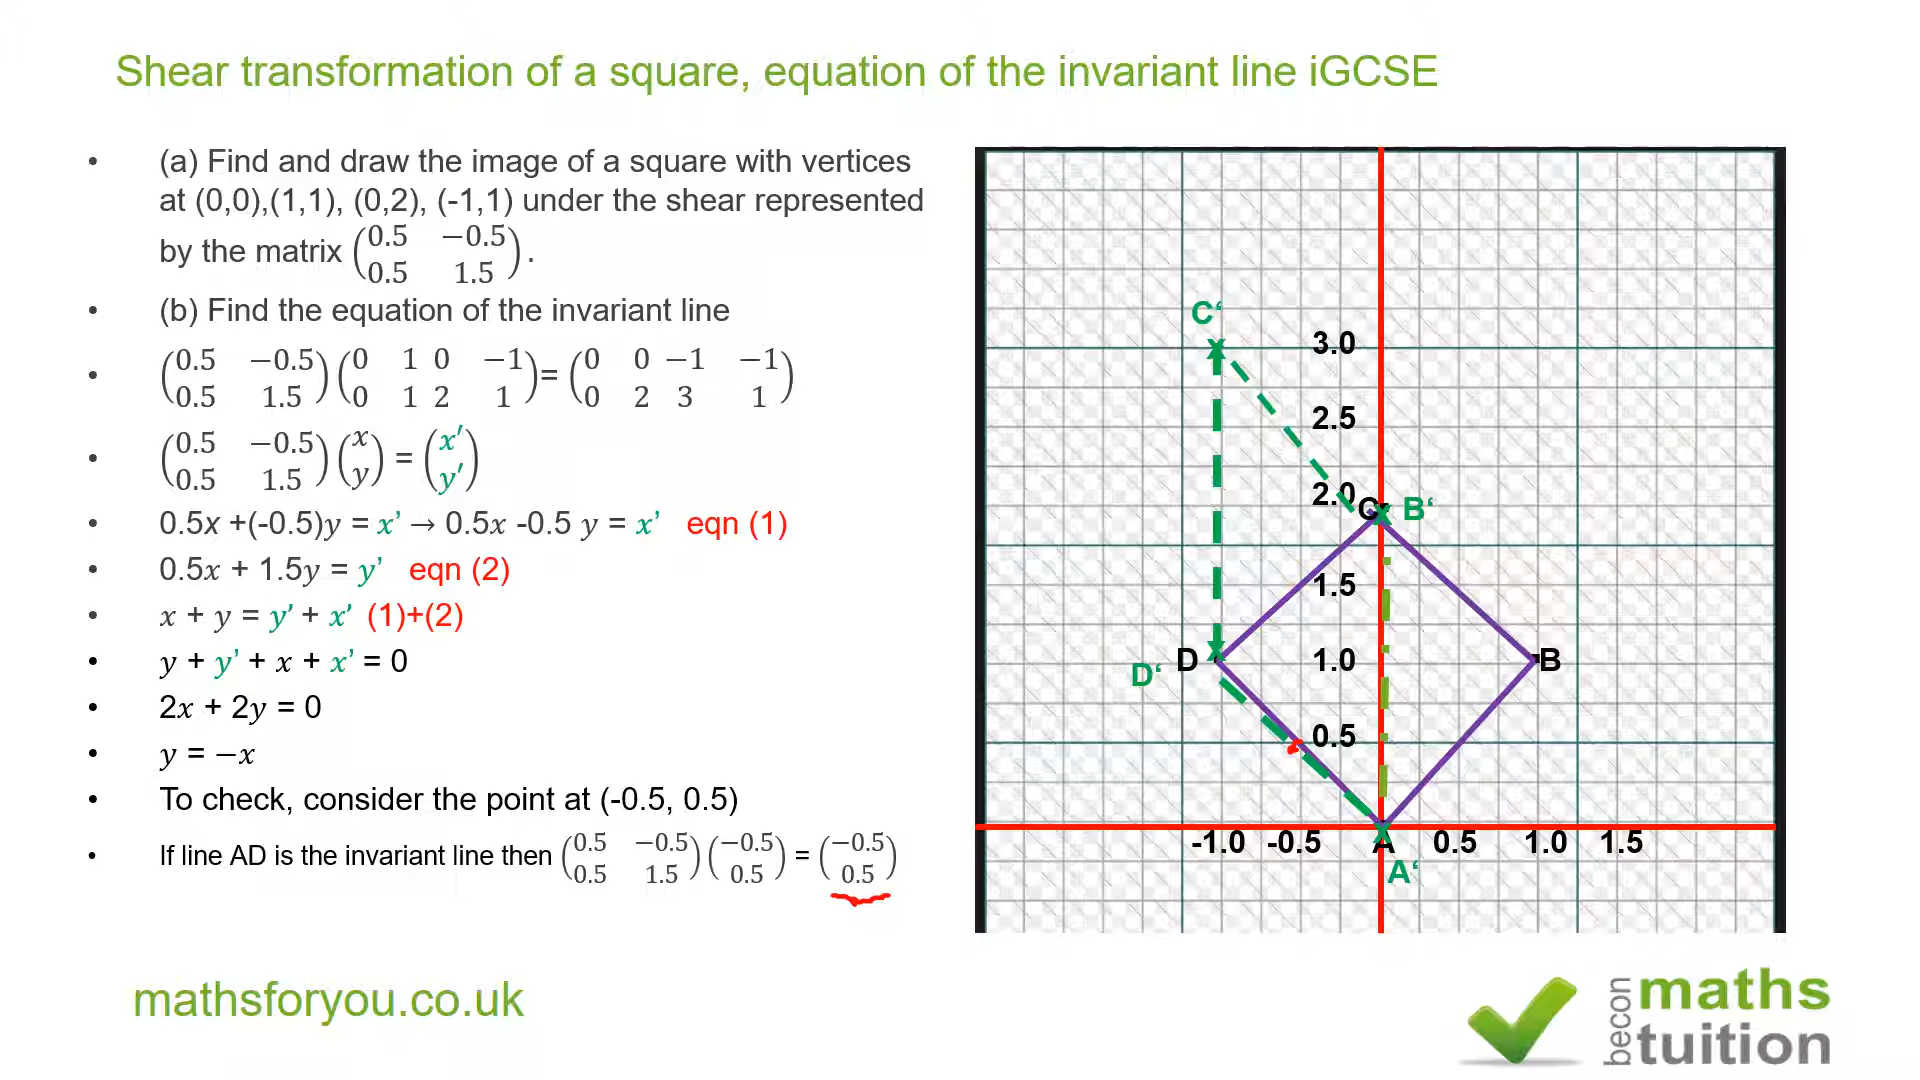 Shear transformation of a square, equation of the invariant line iGCSE
• (a) Find and draw the image of a square with vertices
at (0,0),(1,1), (0,2), (-1,1) under the shear represented
by the matrix (0.5 −0.5
0.5 1.5).
• (b) Find the equation of the invariant line
• (0.5 −0.5
0.5 1.5)(0 1 0 −1
0 1 2 1)=(0 0 −1 −1
0 2 3 1)
• (0.5 −0.5
0.5 1.5)(x
y) = (x′
y′)
• 0.5x +(-0.5)y = x’ → 0.5x -0.5 y = x’ eqn (1)
• 0.5x + 1.5y = y’ eqn (2)
• x + y = y’ + x’ (1)+(2)
• y + y’ + x + x’ = 0
• 2x + 2y = 0
• y = −x
• To check, consider the point at (-0.5, 0.5)
• If line AD is the invariant line then (0.5 −0.5
0.5 1.5)(−0.5
0.5) = (−0.5
0.5)
C‘
3.0
2.5
2.0
C
B‘
1.5
D
1.0
B
D‘
0.5
-1.0 -0.5 A 0.5 1.0 1.5
A‘
mathsforyou.co.uk
becon
maths
tuition